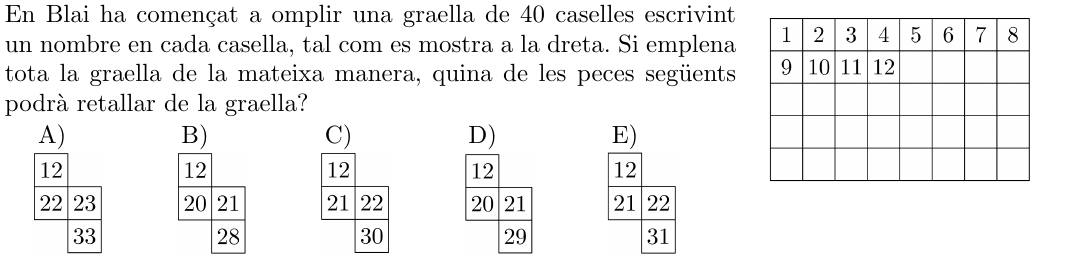 En Blai ha començat a omplir una graella de 40 caselles escrivint
un nombre en cada casella, tal com es mostra a la dreta. Si emplena
tota la graella de la mateixa manera, quina de les peces següents
podrà retallar de la graella?
1 2 3 4 5 6 7 8
9 10 11 12
A) B) C) D) E)
12 12 12 12 12
22 23 20 21 21 22 20 21 21 22
33 28 30 29 31